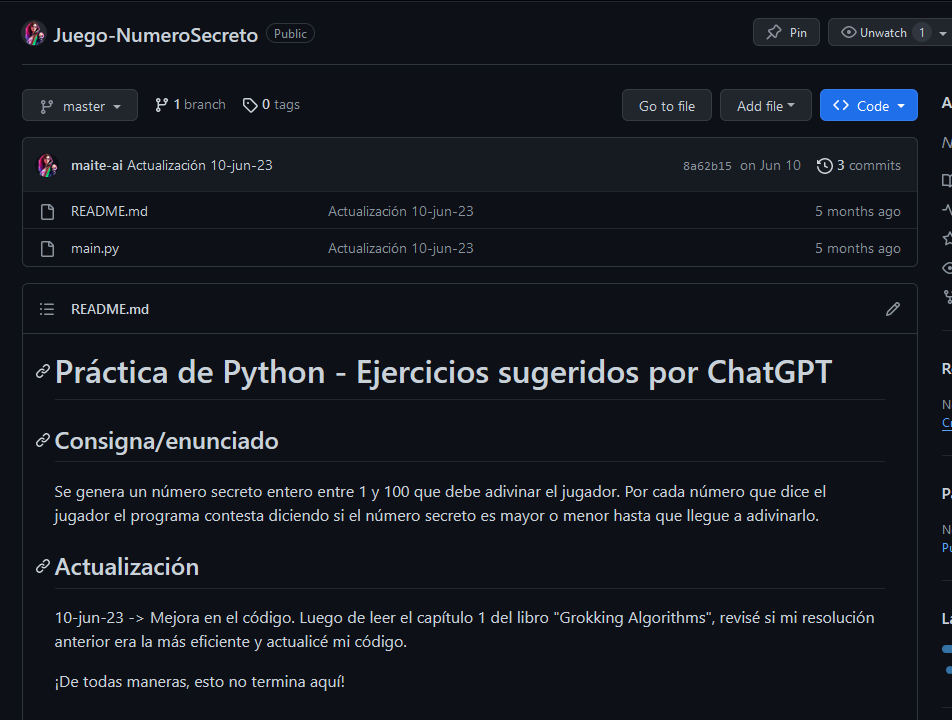 Juego-NumeroSecreto Public Pin Unwatch 1
master 1 branch 0 tags Go to file Add file Code
maite-ai Actualización 10-jun-23 8a62b15 on Jun 10 3 commits
README.md Actualización 10-jun-23 5 months ago
main.py Actualización 10-jun-23 5 months ago
README.md
Práctica de Python - Ejercicios sugeridos por ChatGPT
Consigna/enunciado
Se genera un número secreto entero entre 1 y 100 que debe adivinar el jugador. Por cada número que dice el
jugador el programa contesta diciendo si el número secreto es mayor o menor hasta que llegue a adivinarlo.
Actualización
10-jun-23 -> Mejora en el código. Luego de leer el capítulo 1 del libro "Grokking Algorithms", revisé si mi resolución
anterior era la más eficiente y actualicé mi código.
¡De todas maneras, esto no termina aquí!